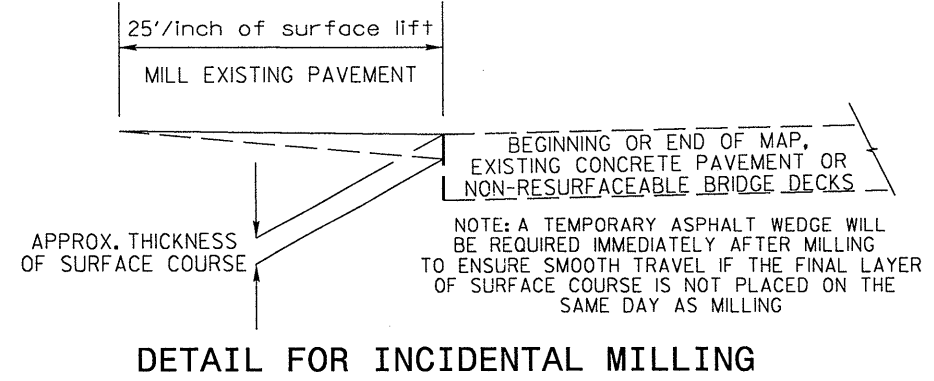 25'/inch of surface lift
MILL EXISTING PAVEMENT
BEGINNING OR END OF MAP,
EXISTING CONCRETE PAVEMENT OR
NON-RESURFACEABLE BRIDGE DECKS
APPROX. THICKNESS
OF SURFACE COURSE
NOTE: A TEMPORARY ASPHALT WEDGE WILL
BE REQUIRED IMMEDIATELY AFTER MILLING
TO ENSURE SMOOTH TRAVEL IF THE FINAL LAYER
OF SURFACE COURSE IS NOT PLACED ON THE
SAME DAY AS MILLING
DETAIL FOR INCIDENTAL MILLING